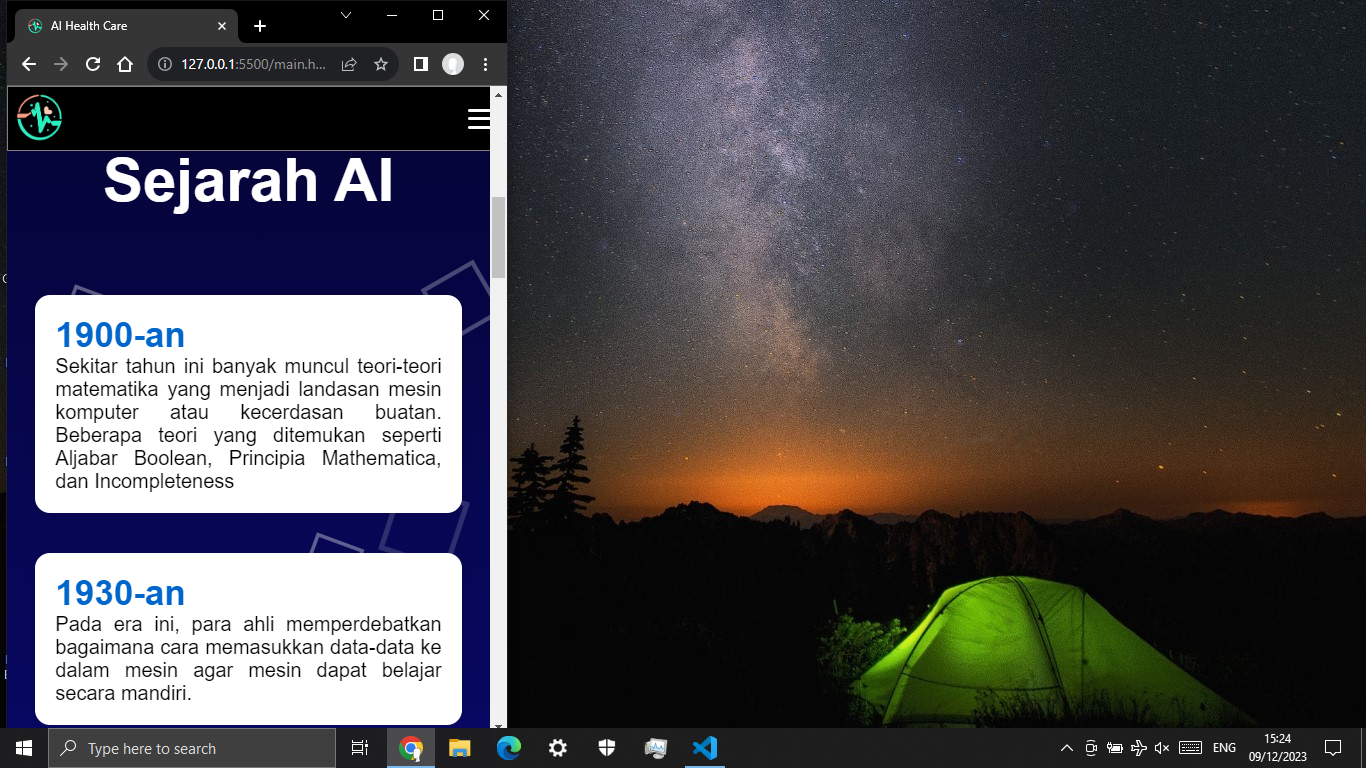 AI Health Care
127.0.0.1:5500/main.h...
Sejarah AI
1900-an
Sekitar tahun ini banyak muncul teori-teori
matematika yang menjadi landasan mesin
komputer atau kecerdasan buatan.
Beberapa teori yang ditemukan seperti
Aljabar Boolean, Principia Mathematica,
dan Incompleteness
1930-an
Pada era ini, para ahli memperdebatkan
bagaimana cara memasukkan data-data ke
dalam mesin agar mesin dapat belajar
secara mandiri.
Type here to search
ENG
15:24
09/12/2023